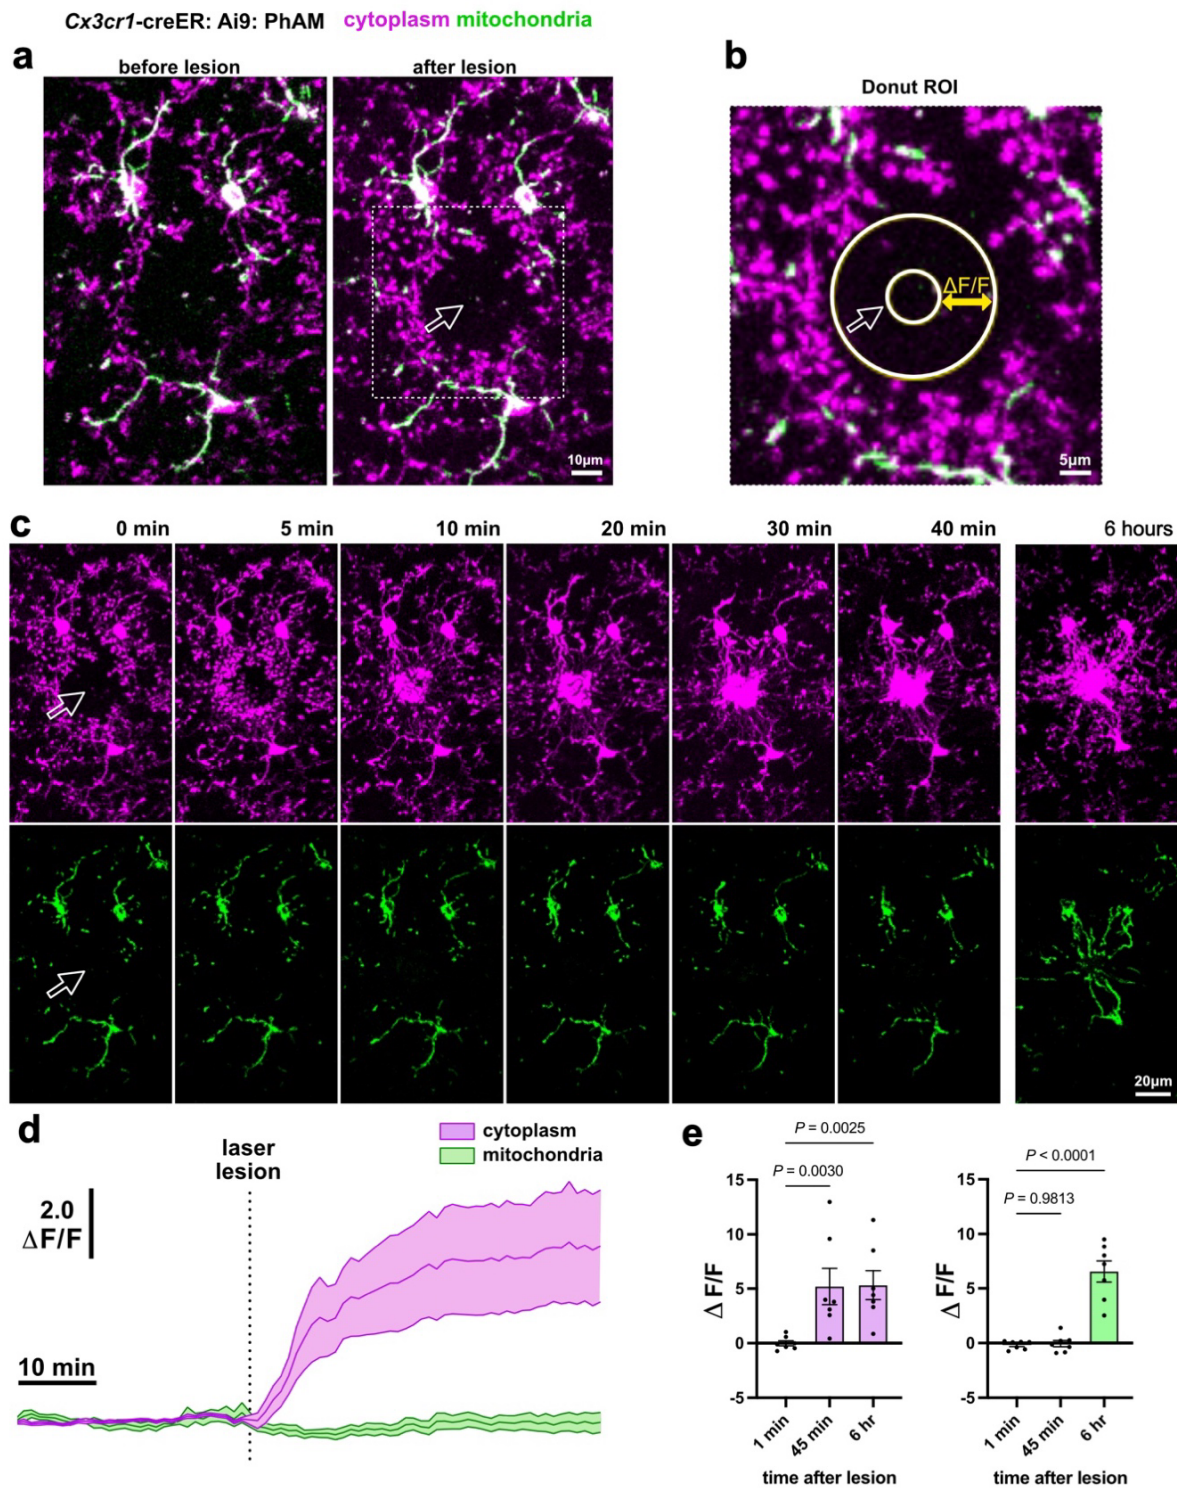 Cx3cr1-creER: Ai9: PhAM cytoplasm mitochondria
a
before lesion
after lesion
10µm
b
Donut ROI
ΔF/F
5µm
c
0 min
5 min
10 min
20 min
30 min
40 min
6 hours
20µm
d
laser
lesion
cytoplasm
mitochondria
2.0
ΔF/F
10 min
e
P = 0.0025
P = 0.0030
15
10
5
0
-5
Δ F/F
1 min
45 min
6 hr
time after lesion
P < 0.0001
P = 0.9813
15
10
5
0
-5
Δ F/F
1 min
45 min
6 hr
time after lesion